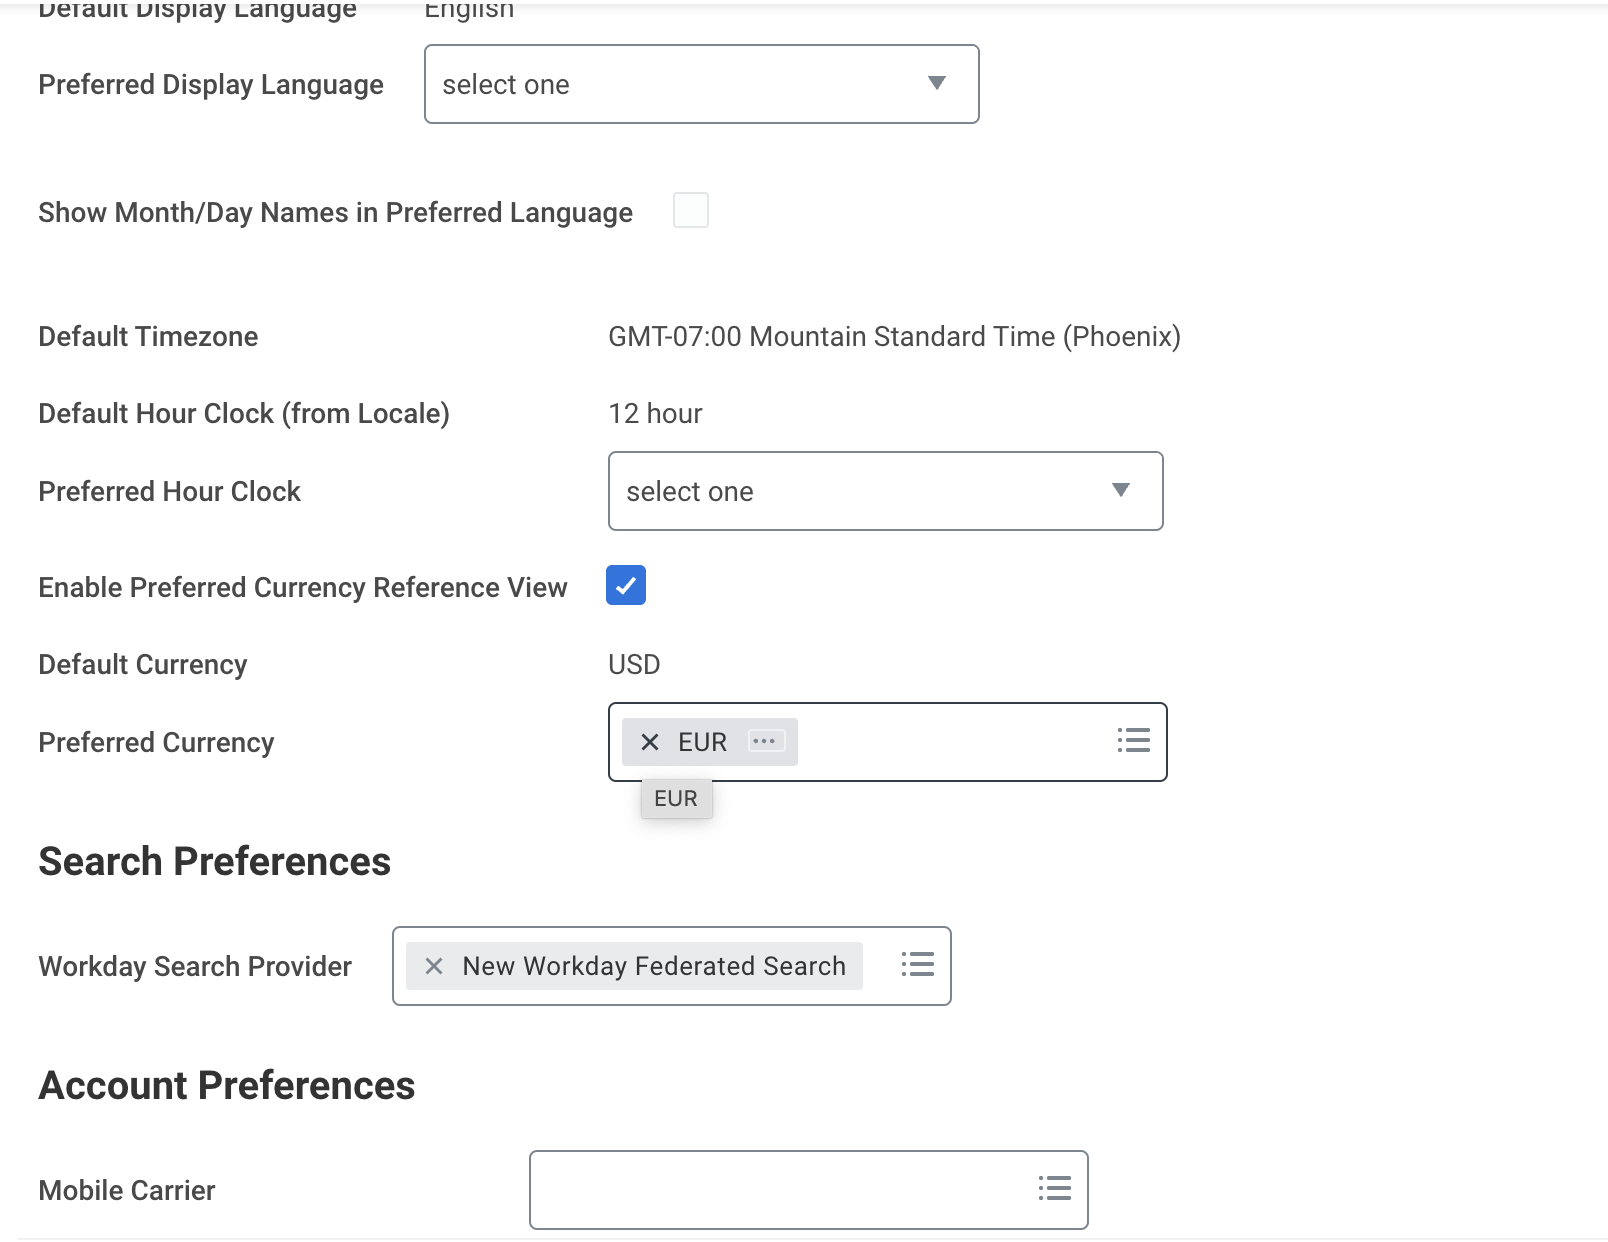 Default Display Language English
Preferred Display Language select one
Show Month/Day Names in Preferred Language
Default Timezone GMT-07:00 Mountain Standard Time (Phoenix)
Default Hour Clock (from Locale) 12 hour
Preferred Hour Clock select one
Enable Preferred Currency Reference View
Default Currency USD
Preferred Currency EUR
EUR
Search Preferences
Workday Search Provider New Workday Federated Search
Account Preferences
Mobile Carrier